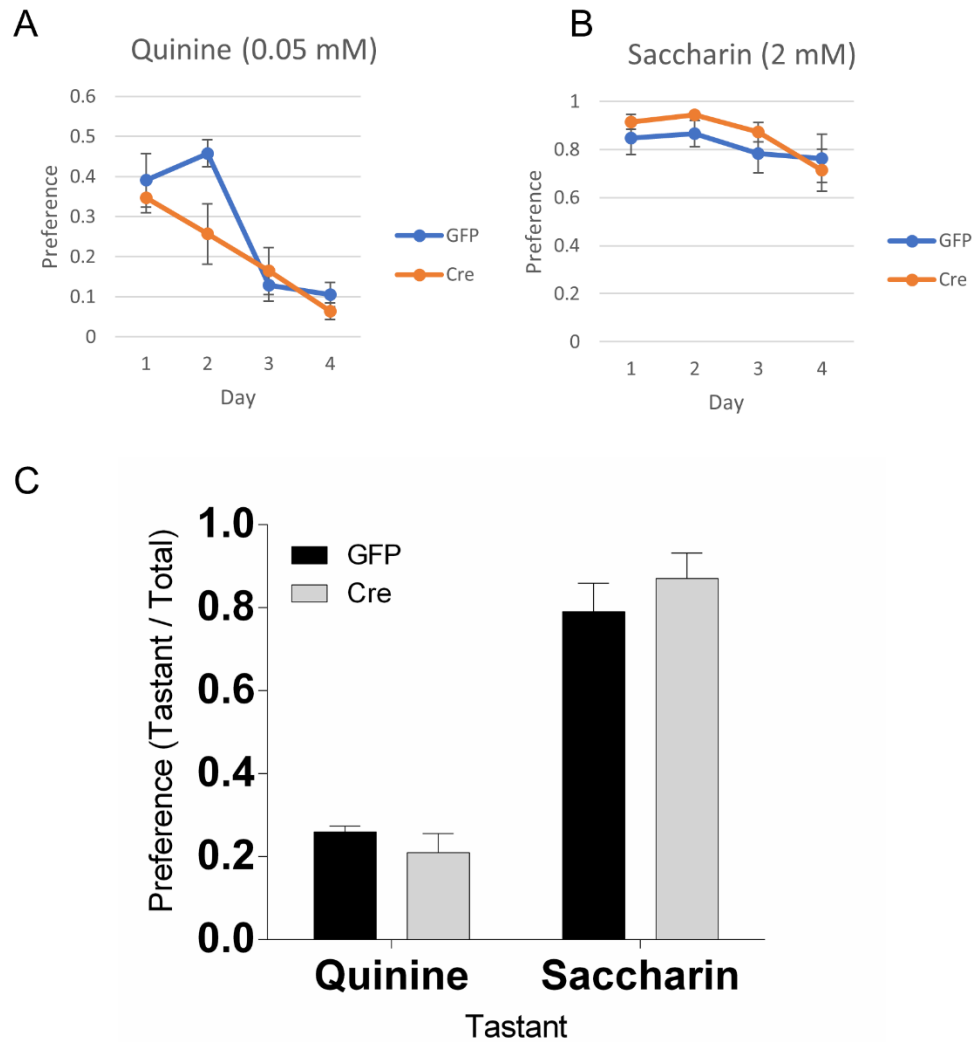 A
Quinine (0.05 mM)
0.6
0.5
0.4
0.3
0.2
0.1
0
Preference
1 2 3 4
Day
GFP
Cre
B
Saccharin (2 mM)
1
0.8
0.6
0.4
0.2
0
Preference
1 2 3 4
Day
GFP
Cre
C
1.0
0.8
0.6
0.4
0.2
0.0
Preference (Tastant / Total)
GFP
Cre
Quinine Saccharin
Tastant